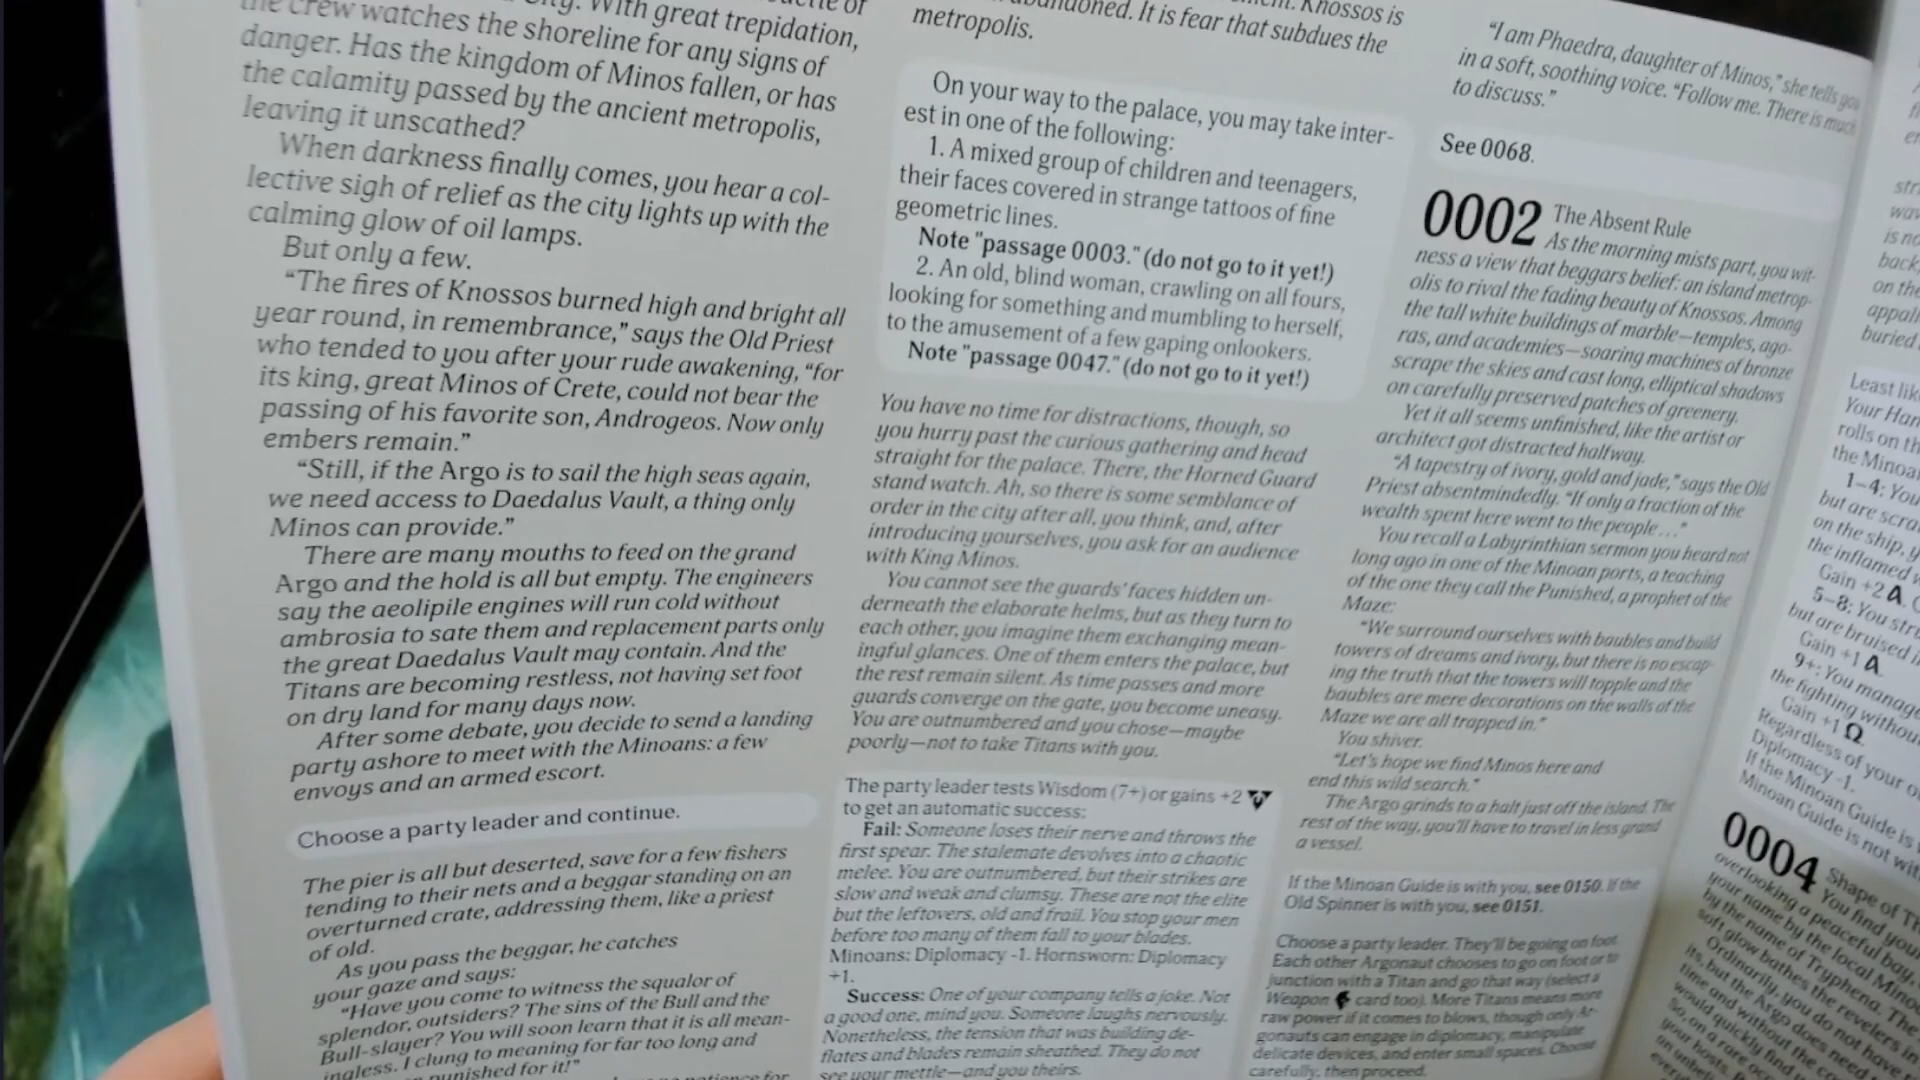 City. With great trepidation,
the crew watches the shoreline for any signs of
danger. Has the kingdom of Minos fallen, or has
the calamity passed by the ancient metropolis,
leaving it unscathed?
When darkness finally comes, you hear a col-
lective sigh of relief as the city lights up with the
calming glow of oil lamps.
But only a few.
“The fires of Knossos burned high and bright all
year round, in remembrance,” says the Old Priest
who tended to you after your rude awakening, “for
its king, great Minos of Crete, could not bear the
passing of his favorite son, Androgeos. Now only
embers remain.”
“Still, if the Argo is to sail the high seas again,
we need access to Daedalus Vault, a thing only
Minos can provide.”
There are many mouths to feed on the grand
Argo and the hold is all but empty. The engineers
say the aeolipile engines will run cold without
ambrosia to sate them and replacement parts only
the great Daedalus Vault may contain. And the
Titans are becoming restless, not having set foot
on dry land for many days now.
After some debate, you decide to send a landing
party ashore to meet with the Minoans: a few
envoys and an armed escort.
Choose a party leader and continue.
The pier is all but deserted, save for a few fishers
tending to their nets and a beggar standing on an
overturned crate, addressing them, like a priest
of old.
As you pass the beggar, he catches
your gaze and says:
“Have you come to witness the squalor of
splendor, outsiders? The sins of the Bull and the
Bull-slayer? You will soon learn that it is all mean-
ingless. I clung to meaning for far too long and
punished for it!”
Knossos is
abandoned. It is fear that subdues the
metropolis.
On your way to the palace, you may take inter-
est in one of the following:
1. A mixed group of children and teenagers,
their faces covered in strange tattoos of fine
geometric lines.
Note "passage 0003." (do not go to it yet!)
2. An old, blind woman, crawling on all fours,
looking for something and mumbling to herself,
to the amusement of a few gaping onlookers.
Note "passage 0047." (do not go to it yet!)
You have no time for distractions, though, so
you hurry past the curious gathering and head
straight for the palace. There, the Horned Guard
stand watch. Ah, so there is some semblance of
order in the city after all, you think, and, after
introducing yourselves, you ask for an audience
with King Minos.
You cannot see the guards’ faces hidden un-
derneath the elaborate helms, but as they turn to
each other, you imagine them exchanging mean-
ingful glances. One of them enters the palace, but
the rest remain silent. As time passes and more
guards converge on the gate, you become uneasy.
You are outnumbered and you chose—maybe
poorly—not to take Titans with you.
The party leader tests Wisdom (7+) or gains +2
to get an automatic success:
Fail: Someone loses their nerve and throws the
first spear. The stalemate devolves into a chaotic
melee. You are outnumbered, but their strikes are
slow and weak and clumsy. These are not the elite
but the leftovers, old and frail. You stop your men
before too many of them fall to your blades.
Minoans: Diplomacy -1. Hornsworn: Diplomacy
+1.
Success: One of your company tells a joke. Not
a good one, mind you. Someone laughs nervously.
Nonetheless, the tension that was building de-
flates and blades remain sheathed. They do not
see your mettle—and you theirs.
“I am Phaedra, daughter of Minos,” she tells you
in a soft, soothing voice. “Follow me. There is much
to discuss.”
See 0068.
0002 The Absent Rule
As the morning mists part, you wit-
ness a view that beggars belief: an island metrop-
olis to rival the fading beauty of Knossos. Among
the tall white buildings of marble—temples, ago-
ras, and academies—soaring machines of bronze
scrape the skies and cast long, elliptical shadows
on carefully preserved patches of greenery.
Yet it all seems unfinished, like the artist or
architect got distracted halfway.
“A tapestry of ivory, gold and jade,” says the Old
Priest absentmindedly. “If only a fraction of the
wealth spent here went to the people . . .”
You recall a Labyrinthian sermon you heard not
long ago in one of the Minoan ports, a teaching
of the one they call the Punished, a prophet of the
Maze:
“We surround ourselves with baubles and build
towers of dreams and ivory, but there is no escap-
ing the truth that the towers will topple and the
baubles are mere decorations on the walls of the
Maze we are all trapped in.”
You shiver.
“Let’s hope we find Minos here and
end this wild search.”
The Argo grinds to a halt just off the island. The
rest of the way, you’ll have to travel in less grand
a vessel.
If the Minoan Guide is with you, see 0150. If the
Old Spinner is with you, see 0151.
Choose a party leader. They’ll be going on foot.
Each other Argonaut chooses to go on foot or to
junction with a Titan and go that way (select a
Weapon card too). More Titans means more
raw power if it comes to blows, though only Ar-
gonauts can engage in diplomacy, manipulate
delicate devices, and enter small spaces. Choose
carefully, then proceed.
is no
back,
on the
buried
Least lik
Your Han
rolls on th
the Minoa
1–4: You
but are scra
on the ship, y
the inflamed w
Gain +2
5–8: You stru
but are bruised i
Gain +1
9+: You manage
the fighting without
Gain +1
Regardless of your o
Diplomacy -1.
If the Minoan Guide is
Minoan Guide is not wit
0004 Shape of Th
You find your
overlooking a peaceful bay,
your name by the local Mino
by the name of Tryphena. The
soft glow bathes the revelers in
Ordinarily, you do not have
its, but the Argo does need
time and without the
would quickly find
So, on a rare
your hosts,